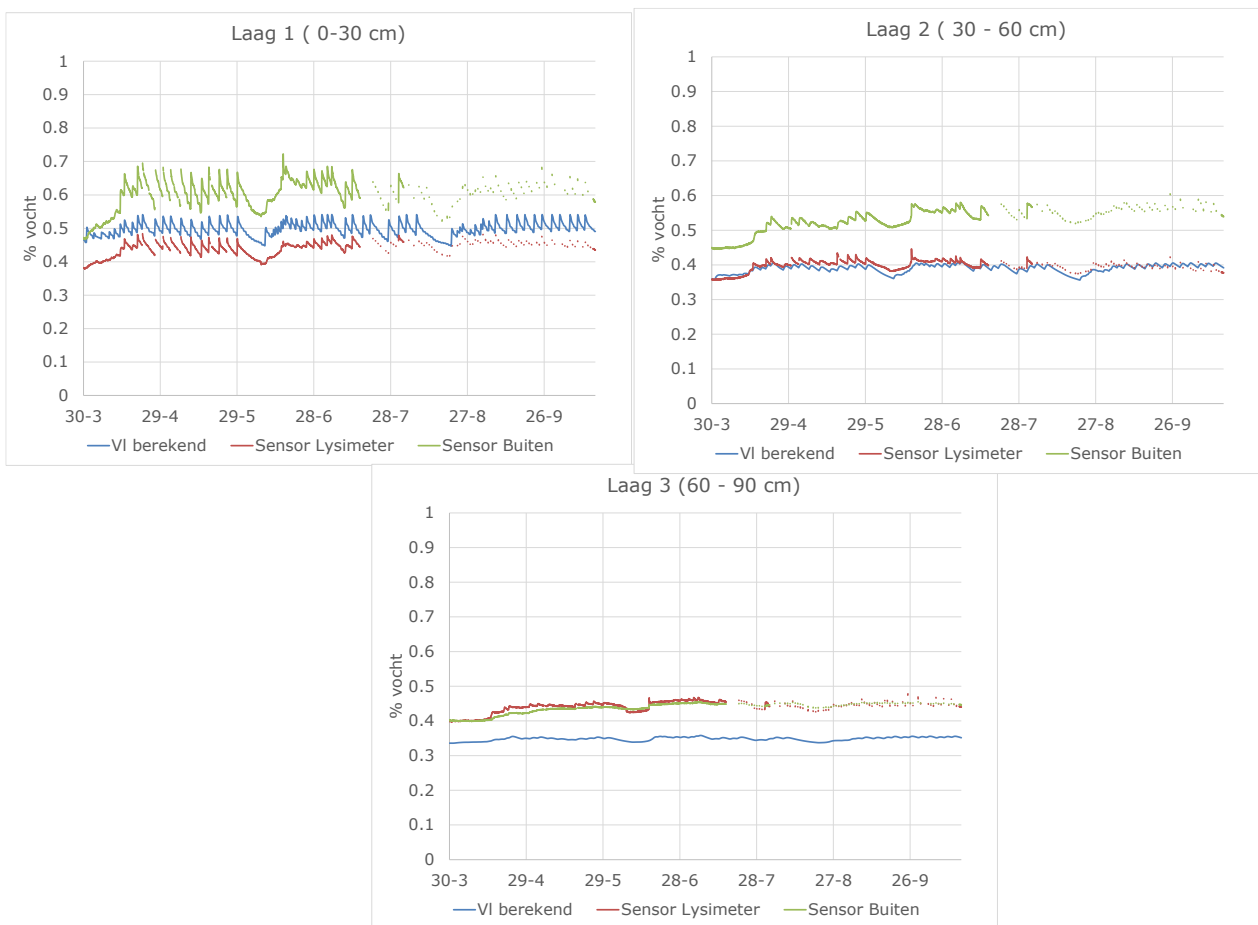 Laag 1 ( 0-30 cm)
% vocht
1
0.9
0.8
0.7
0.6
0.5
0.4
0.3
0.2
0.1
0
30-3 29-4 29-5 28-6 28-7 27-8 26-9
Vl berekend Sensor Lysimeter Sensor Buiten
Laag 2 ( 30 - 60 cm)
% vocht
1
0.9
0.8
0.7
0.6
0.5
0.4
0.3
0.2
0.1
0
30-3 29-4 29-5 28-6 28-7 27-8 26-9
Vl berekend Sensor Lysimeter Sensor Buiten
Laag 3 (60 - 90 cm)
% vocht
1
0.9
0.8
0.7
0.6
0.5
0.4
0.3
0.2
0.1
0
30-3 29-4 29-5 28-6 28-7 27-8 26-9
Vl berekend Sensor Lysimeter Sensor Buiten